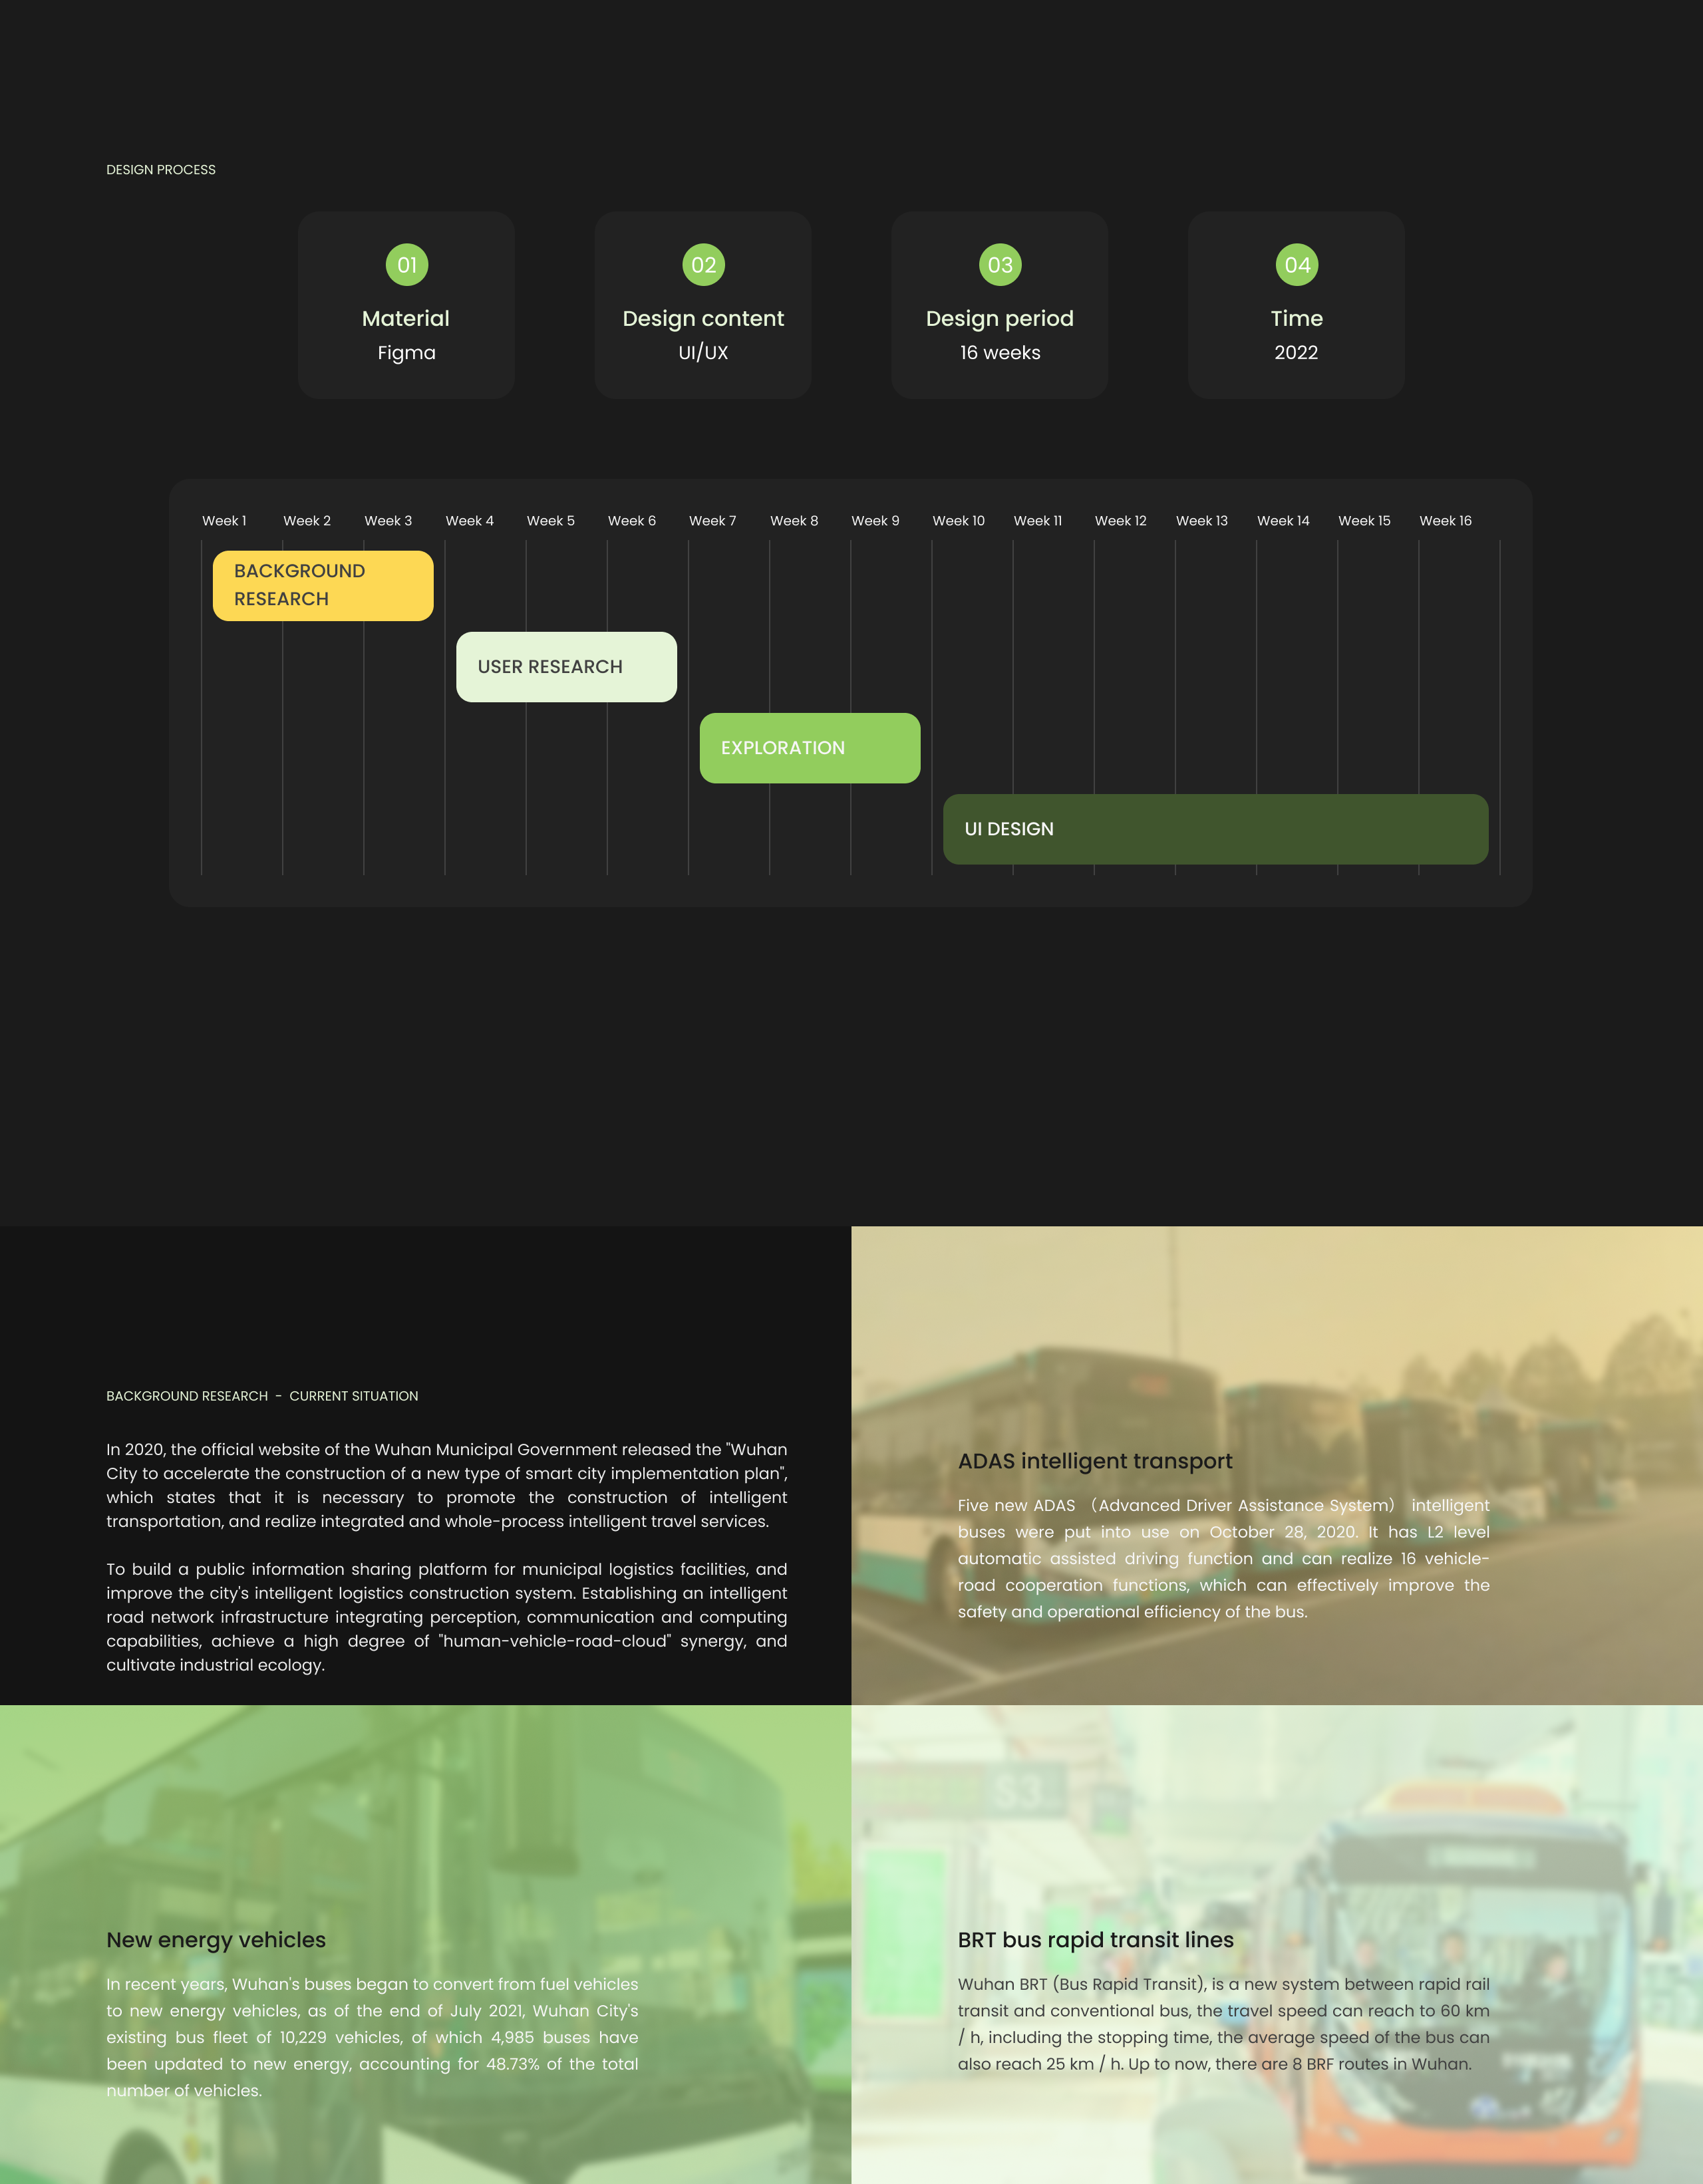 DESIGN PROCESS
01
Material
Figma
02
Design content
UI/UX
03
Design period
16 weeks
04
Time
2022
Week 1 Week 2 Week 3 Week 4 Week 5 Week 6 Week 7 Week 8 Week 9 Week 10 Week 11 Week 12 Week 13 Week 14 Week 15 Week 16
BACKGROUND
RESEARCH
USER RESEARCH
EXPLORATION
UI DESIGN
BACKGROUND RESEARCH - CURRENT SITUATION
In 2020, the official website of the Wuhan Municipal Government released the "Wuhan
City to accelerate the construction of a new type of smart city implementation plan",
which states that it is necessary to promote the construction of intelligent
transportation, and realize integrated and whole-process intelligent travel services.
To build a public information sharing platform for municipal logistics facilities, and
improve the city's intelligent logistics construction system. Establishing an intelligent
road network infrastructure integrating perception, communication and computing
capabilities, achieve a high degree of "human-vehicle-road-cloud" synergy, and
cultivate industrial ecology.
ADAS intelligent transport
Five new ADAS （Advanced Driver Assistance System） intelligent
buses were put into use on October 28, 2020. It has L2 level
automatic assisted driving function and can realize 16 vehicle-
road cooperation functions, which can effectively improve the
safety and operational efficiency of the bus.
New energy vehicles
In recent years, Wuhan's buses began to convert from fuel vehicles
to new energy vehicles, as of the end of July 2021, Wuhan City's
existing bus fleet of 10,229 vehicles, of which 4,985 buses have
been updated to new energy, accounting for 48.73% of the total
number of vehicles.
S3
BRT bus rapid transit lines
Wuhan BRT (Bus Rapid Transit), is a new system between rapid rail
transit and conventional bus, the travel speed can reach to 60 km
/ h, including the stopping time, the average speed of the bus can
also reach 25 km / h. Up to now, there are 8 BRF routes in Wuhan.